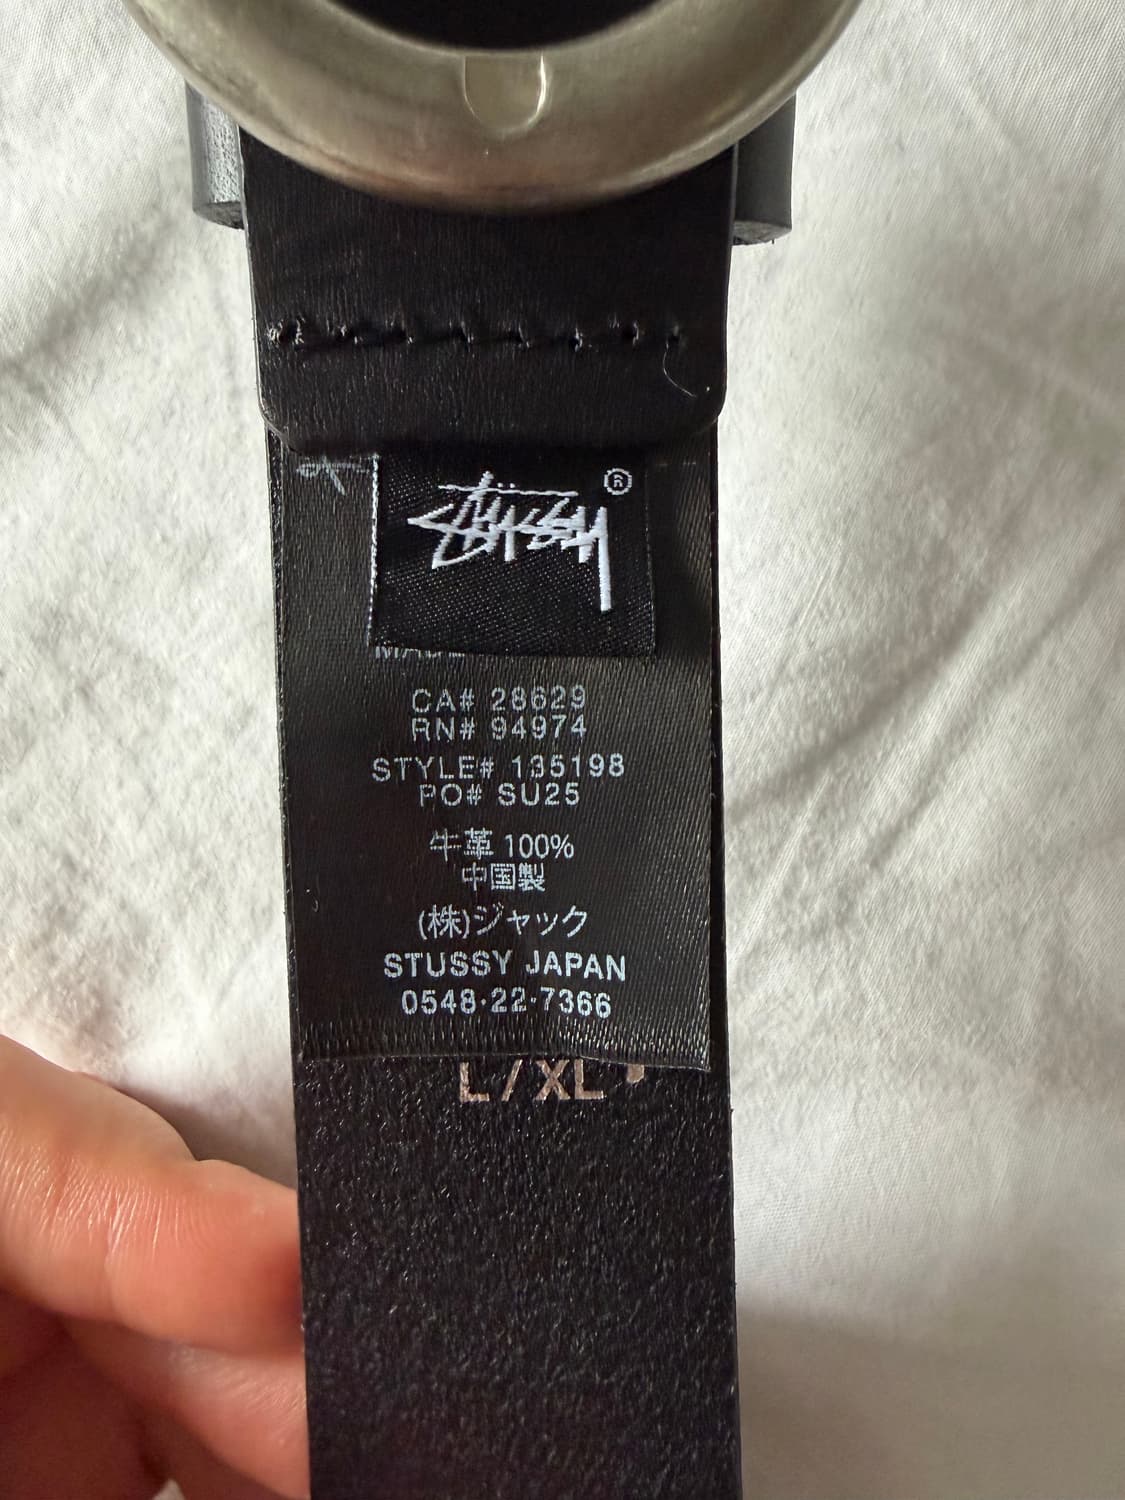 STÜSSY ®
CA# 28629
RN# 94974
STYLE# 135198
PO# SU25
牛革 100%
中国製
(株)ジャック
STUSSY JAPAN
0548·22·7366
L/XL